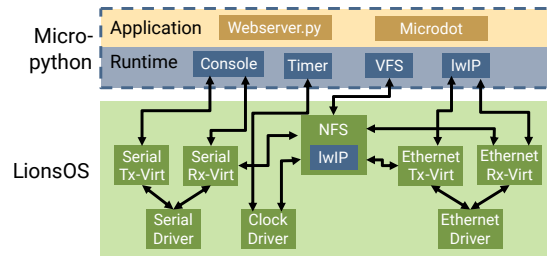 Micro-
python
Application
Webserver.py
Microdot
Runtime
Console
Timer
VFS
lwIP
LionsOS
NFS
lwIP
Serial
Tx-Virt
Serial
Rx-Virt
Ethernet
Tx-Virt
Ethernet
Rx-Virt
Serial
Driver
Clock
Driver
Ethernet
Driver